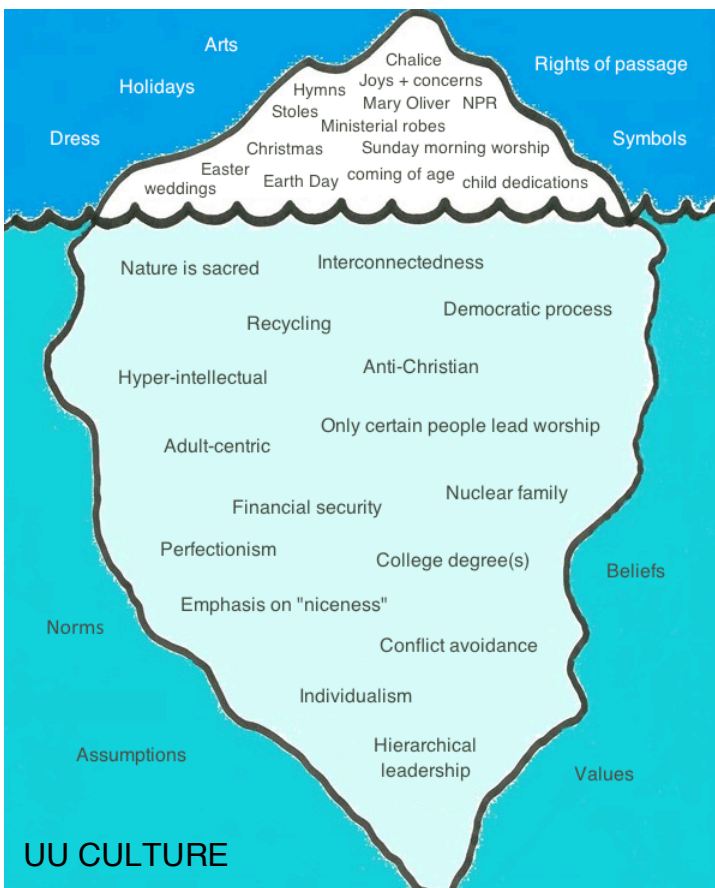 Arts
Chalice
Rights of passage
Joys + concerns
Holidays
Hymns
Mary Oliver
NPR
Stoles
Ministerial robes
Dress
Symbols
Christmas
Sunday morning worship
Easter
weddings
Earth Day
coming of age
child dedications
Nature is sacred
Interconnectedness
Democratic process
Recycling
Anti-Christian
Hyper-intellectual
Only certain people lead worship
Adult-centric
Nuclear family
Financial security
Perfectionism
College degree(s)
Beliefs
Emphasis on "niceness"
Norms
Conflict avoidance
Individualism
Hierarchical
leadership
Assumptions
Values
UU CULTURE